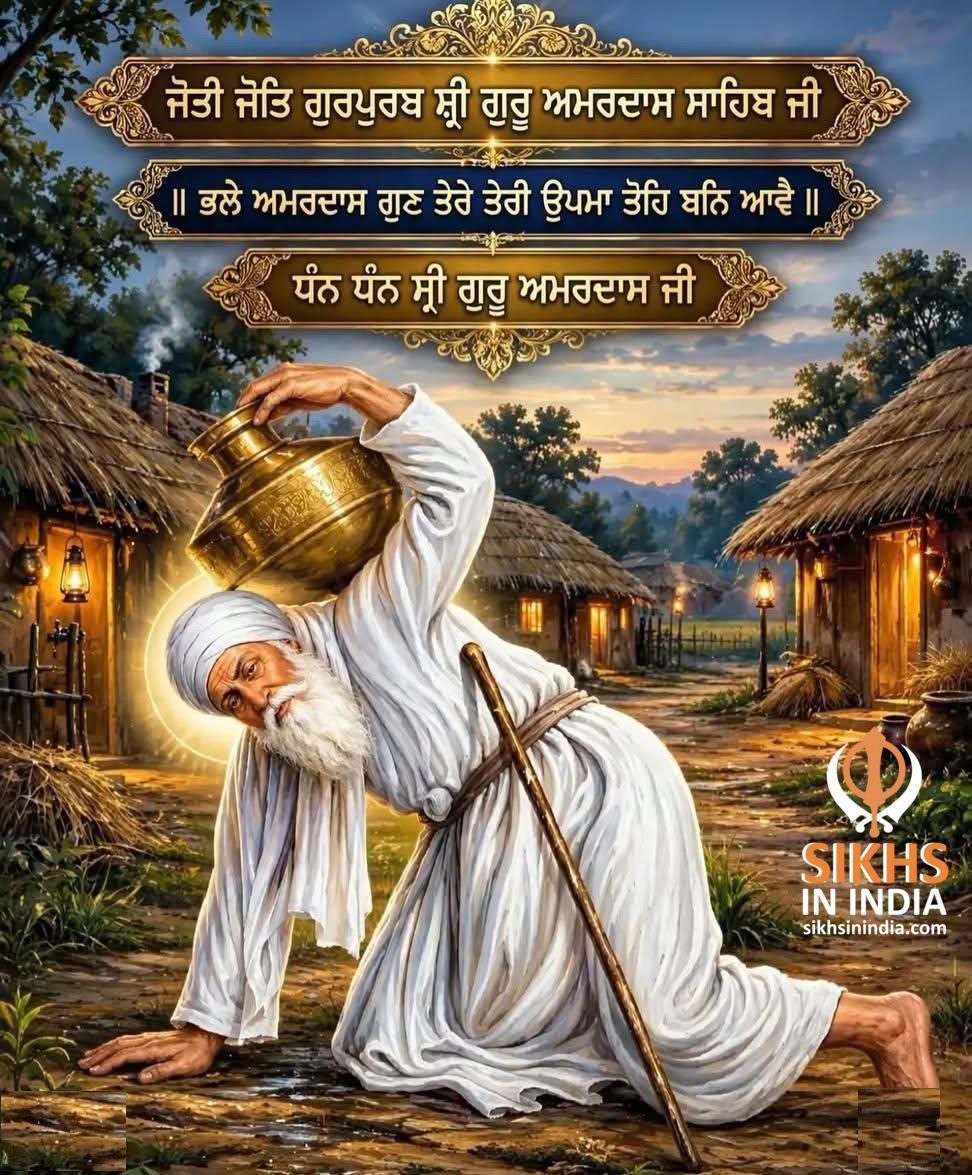 ਜੋਤੀ ਜੋਤਿ ਗੁਰਪੁਰਬ ਸ਼੍ਰੀ ਗੁਰੂ ਅਮਰਦਾਸ ਸਾਹਿਬ ਜੀ
॥ ਭਲੇ ਅਮਰਦਾਸ ਗੁਣ ਤੇਰੇ ਤੇਰੀ ਉਪਮਾ ਤੋਹਿ ਬਨਿ ਆਵੈ ॥
ਧੰਨ ਧੰਨ ਸ੍ਰੀ ਗੁਰੂ ਅਮਰਦਾਸ ਜੀ
SIKHS
IN INDIA
sikhsinindia.com